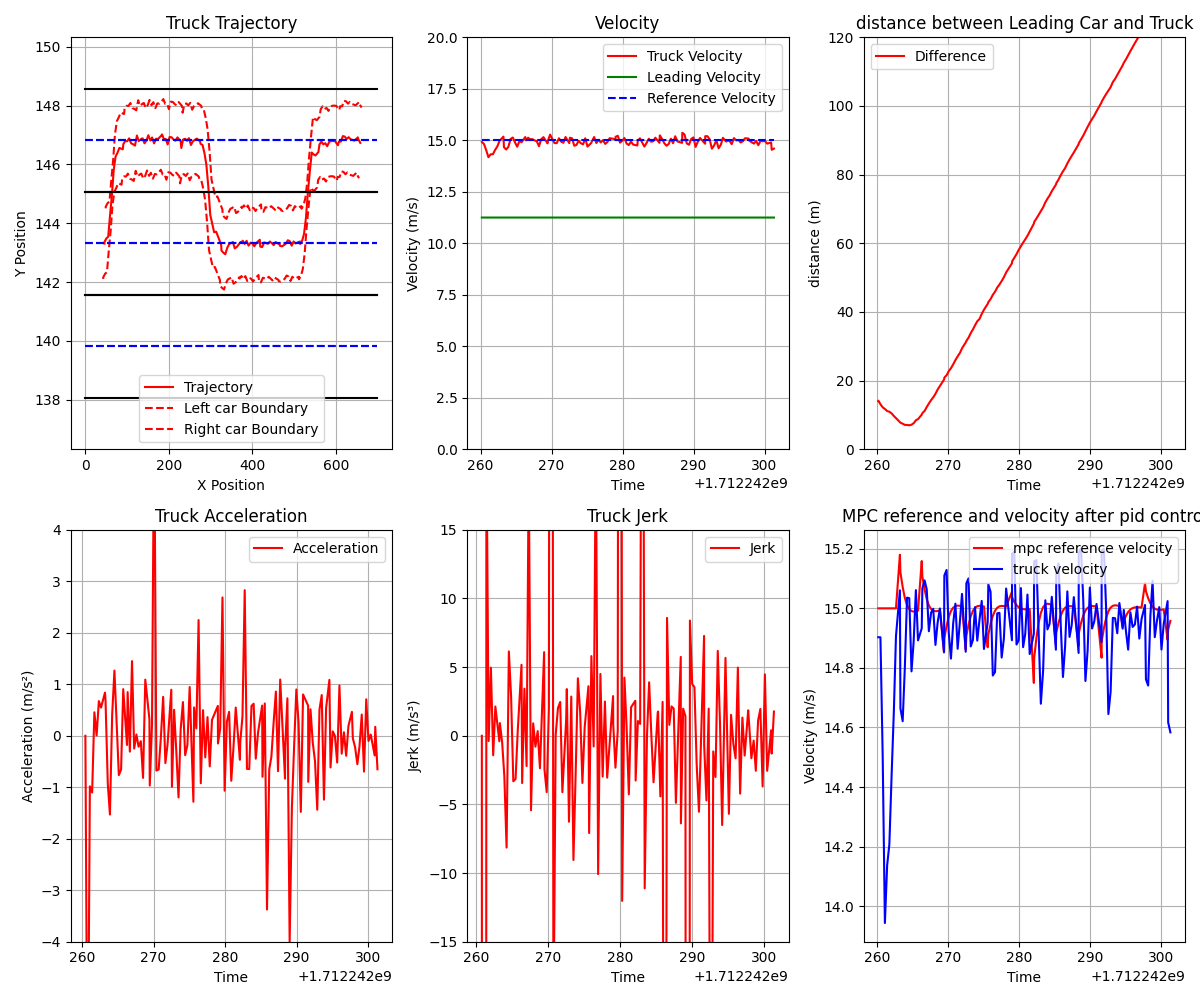 Truck Trajectory
150
148
146
144
142
140
138
Y Position
0
200
400
600
X Position
Trajectory
Left car Boundary
Right car Boundary
Velocity
20.0
17.5
15.0
12.5
10.0
7.5
5.0
2.5
0.0
Velocity (m/s)
Truck Velocity
Leading Velocity
Reference Velocity
260
270
280
290
300
Time
+1.712242e9
distance between Leading Car and Truck
120
100
80
60
40
20
0
distance (m)
Difference
260
270
280
290
300
Time
+1.712242e9
Truck Acceleration
4
3
2
1
0
−1
−2
−3
−4
Acceleration (m/s²)
Acceleration
260
270
280
290
300
Time
+1.712242e9
Truck Jerk
15
10
5
0
−5
−10
−15
Jerk (m/s³)
Jerk
260
270
280
290
300
Time
+1.712242e9
MPC reference and velocity after pid contro
15.2
15.0
14.8
14.6
14.4
14.2
14.0
Velocity (m/s)
mpc reference velocity
truck velocity
260
270
280
290
300
Time
+1.712242e9